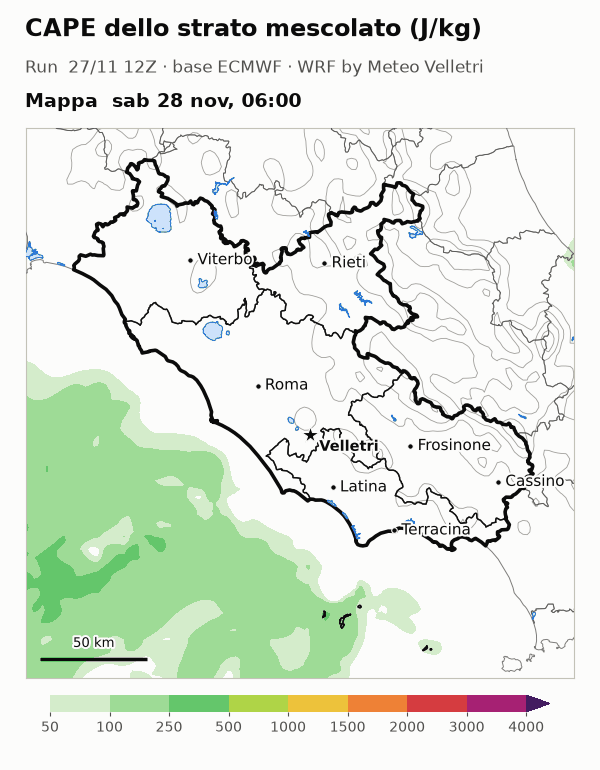 CAPE dello strato mescolato (J/kg)
Run  27/11 12Z · base ECMWF · WRF by Meteo Velletri
Mappa  sab 28 nov, 06:00
Viterbo
Rieti
Roma
Velletri
Frosinone
Cassino
Latina
Terracina
50 km
50 100 250 500 1000 1500 2000 3000 4000